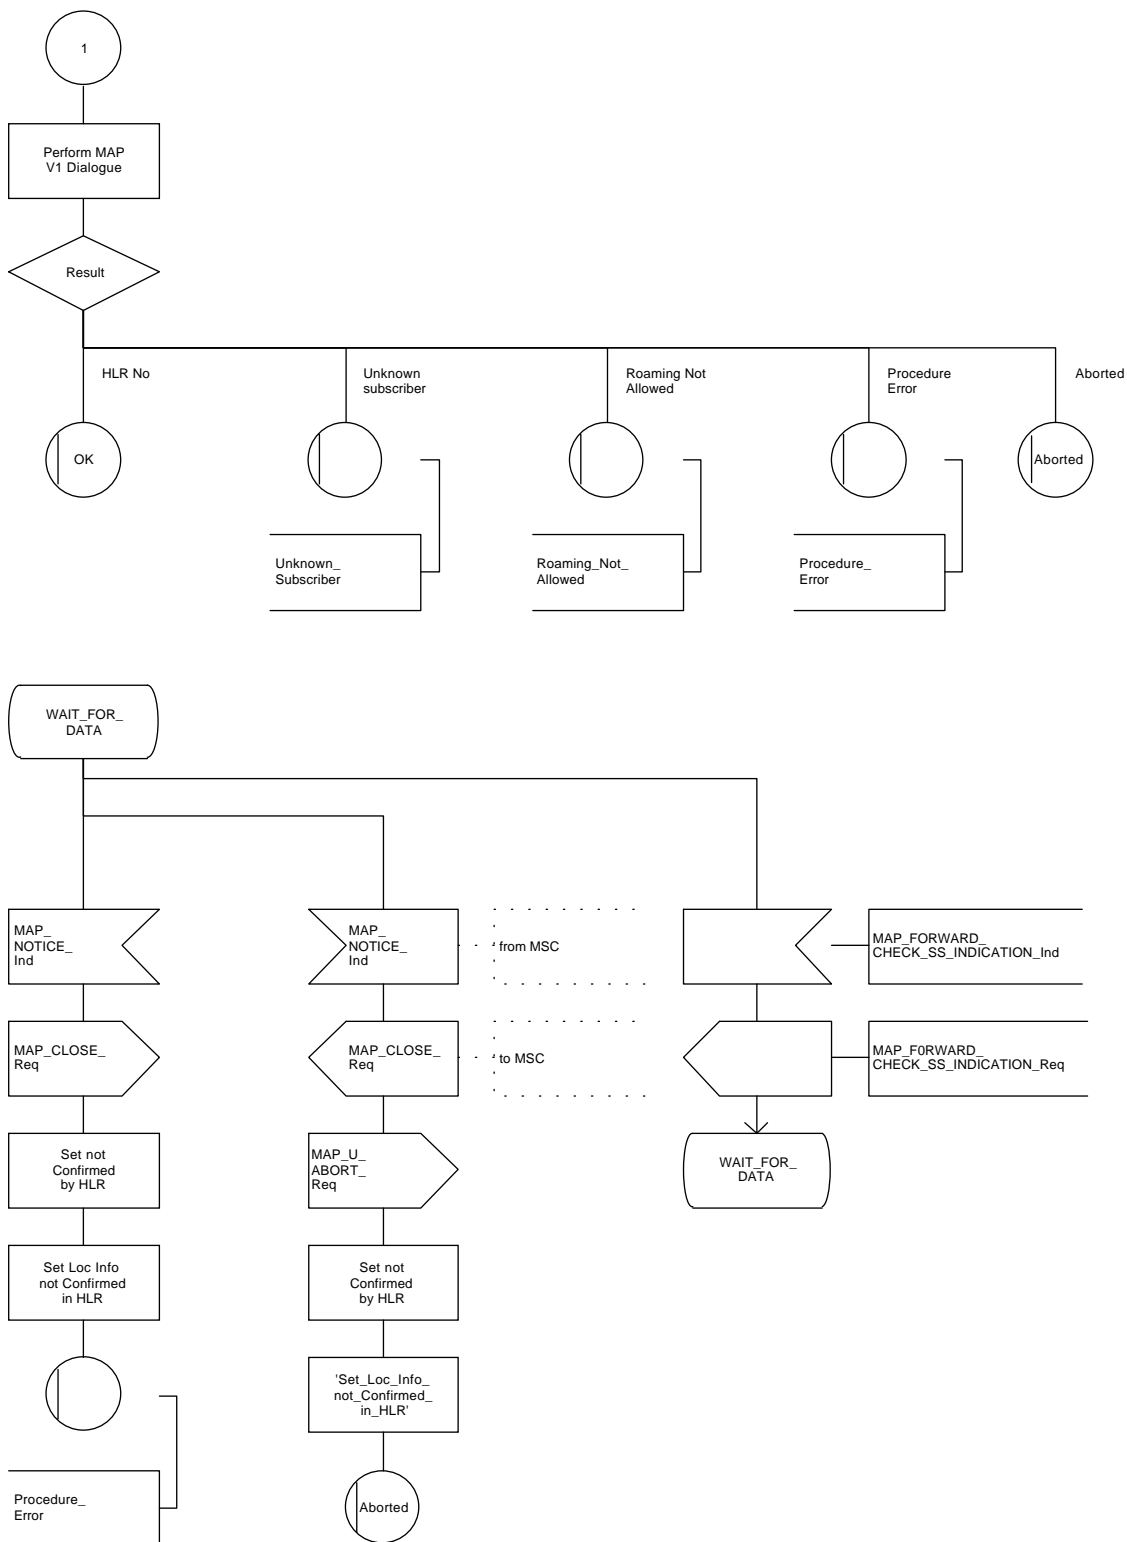 1
Perform MAP
V1 Dialogue
Result
HLR No
Unknown
subscriber
Roaming Not
Allowed
Procedure
Error
Aborted
OK
Aborted
Unknown_
Subscriber
Roaming_Not_
Allowed
Procedure_
Error
WAIT_FOR_
DATA
MAP_
NOTICE_
Ind
MAP_
NOTICE_
Ind
from MSC
MAP_FORWARD_
CHECK_SS_INDICATION_Ind
MAP_CLOSE_
Req
MAP_CLOSE_
Req
to MSC
MAP_F0RWARD_
CHECK_SS_INDICATION_Req
Set not
Confirmed
by HLR
MAP_U_
ABORT_
Req
WAIT_FOR_
DATA
Set Loc Info
not Confirmed
in HLR
Set not
Confirmed
by HLR
'Set_Loc_Info_
not_Confirmed_
in_HLR'
Procedure_
Error
Aborted